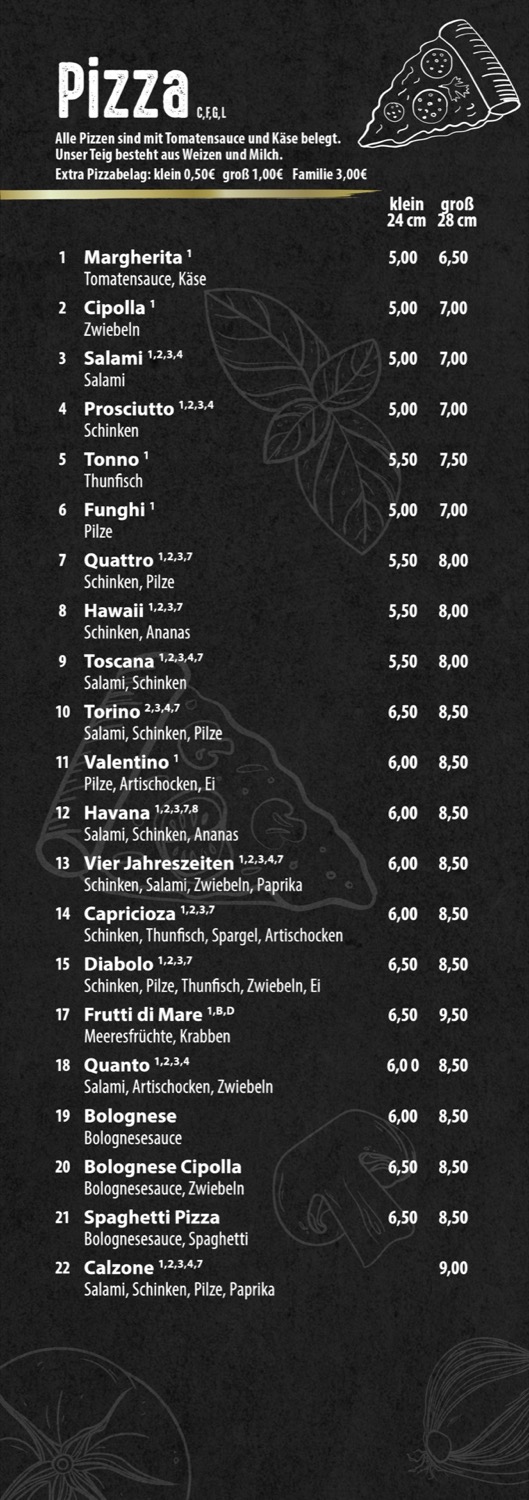 Pizza C,F,G,L
Alle Pizzen sind mit Tomatensauce und Käse belegt.
Unser Teig besteht aus Weizen und Milch.
Extra Pizzabelag: klein 0,50€ groß 1,00€ Familie 3,00€
klein groß
24 cm 28 cm
1 Margherita 1 5,00 6,50
Tomatensauce, Käse
2 Cipolla 1 5,00 7,00
Zwiebeln
3 Salami 1,2,3,4 5,00 7,00
Salami
4 Prosciutto 1,2,3,4 5,00 7,00
Schinken
5 Tonno 1 5,50 7,50
Thunfisch
6 Funghi 1 5,00 7,00
Pilze
7 Quattro 1,2,3,7 5,50 8,00
Schinken, Pilze
8 Hawaii 1,2,3,7 5,50 8,00
Schinken, Ananas
9 Toscana 1,2,3,4,7 5,50 8,00
Salami, Schinken
10 Torino 2,3,4,7 6,50 8,50
Salami, Schinken, Pilze
11 Valentino 1 6,00 8,50
Pilze, Artischocken, Ei
12 Havana 1,2,3,7,8 6,00 8,50
Salami, Schinken, Ananas
13 Vier Jahreszeiten 1,2,3,4,7 6,00 8,50
Schinken, Salami, Zwiebeln, Paprika
14 Capricioza 1,2,3,7 6,00 8,50
Schinken, Thunfisch, Spargel, Artischocken
15 Diabolo 1,2,3,7 6,50 8,50
Schinken, Pilze, Thunfisch, Zwiebeln, Ei
17 Frutti di Mare 1,B,D 6,50 9,50
Meeresfrüchte, Krabben
18 Quanto 1,2,3,4 6,0 0 8,50
Salami, Artischocken, Zwiebeln
19 Bolognese 6,00 8,50
Bolognesesauce
20 Bolognese Cipolla 6,50 8,50
Bolognesesauce, Zwiebeln
21 Spaghetti Pizza 6,50 8,50
Bolognesesauce, Spaghetti
22 Calzone 1,2,3,4,7 9,00
Salami, Schinken, Pilze, Paprika